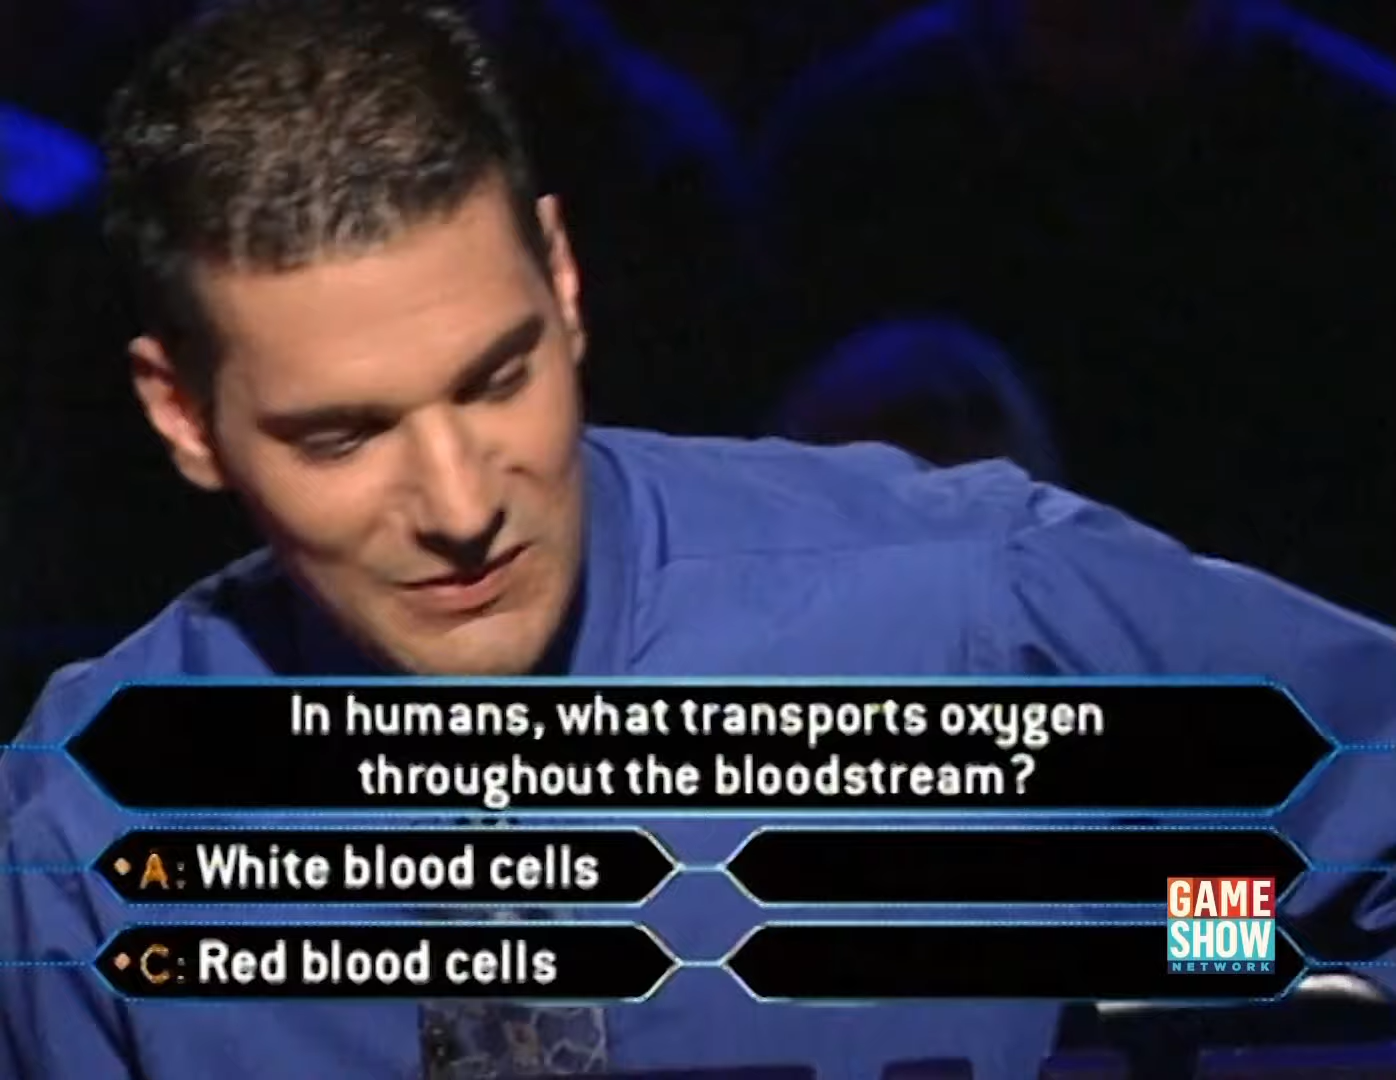 In humans, what transports oxygen
throughout the bloodstream?
A: White blood cells
C: Red blood cells
GAME
SHOW
NETWORK